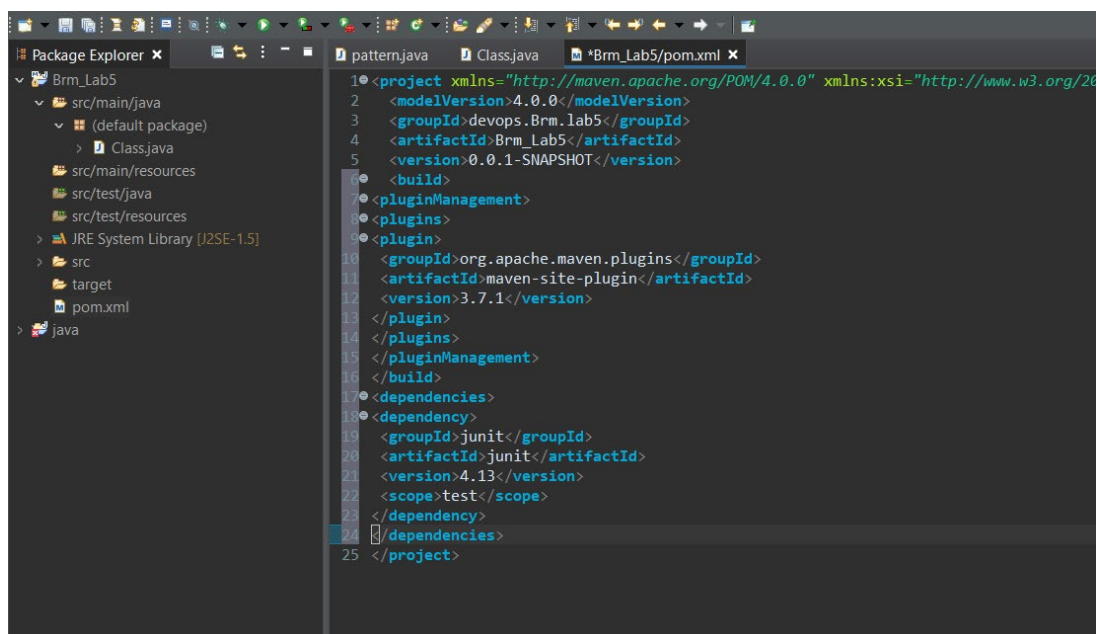 Package Explorer
Brm_Lab5
src/main/java
(default package)
Class.java
src/main/resources
src/test/java
src/test/resources
JRE System Library [J2SE-1.5]
src
target
pom.xml
java
pattern.java Class.java *Brm_Lab5/pom.xml
1 <project xmlns="http://maven.apache.org/POM/4.0.0" xmlns:xsi="http://www.w3.org/20
2 <modelVersion>4.0.0</modelVersion>
3 <groupId>devops.Brm.lab5</groupId>
4 <artifactId>Brm_Lab5</artifactId>
5 <version>0.0.1-SNAPSHOT</version>
6 <build>
7 <pluginManagement>
8 <plugins>
9 <plugin>
10 <groupId>org.apache.maven.plugins</groupId>
11 <artifactId>maven-site-plugin</artifactId>
12 <version>3.7.1</version>
13 </plugin>
14 </plugins>
15 </pluginManagement>
16 </build>
17 <dependencies>
18 <dependency>
19 <groupId>junit</groupId>
20 <artifactId>junit</artifactId>
21 <version>4.13</version>
22 <scope>test</scope>
23 </dependency>
24 </dependencies>
25 </project>